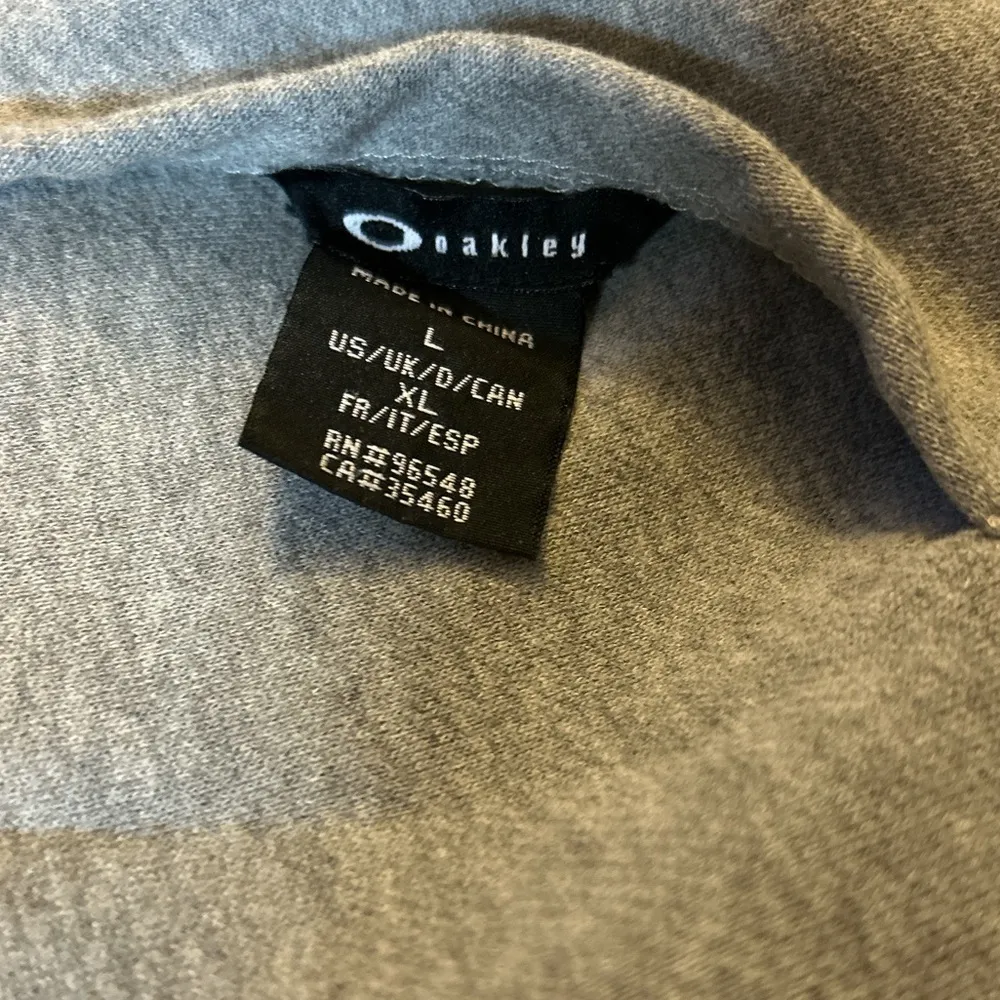 oakley
MADE IN CHINA
L
US/UK/D/CAN
XL
FR/IT/ESP
RN#96548
CA#35460